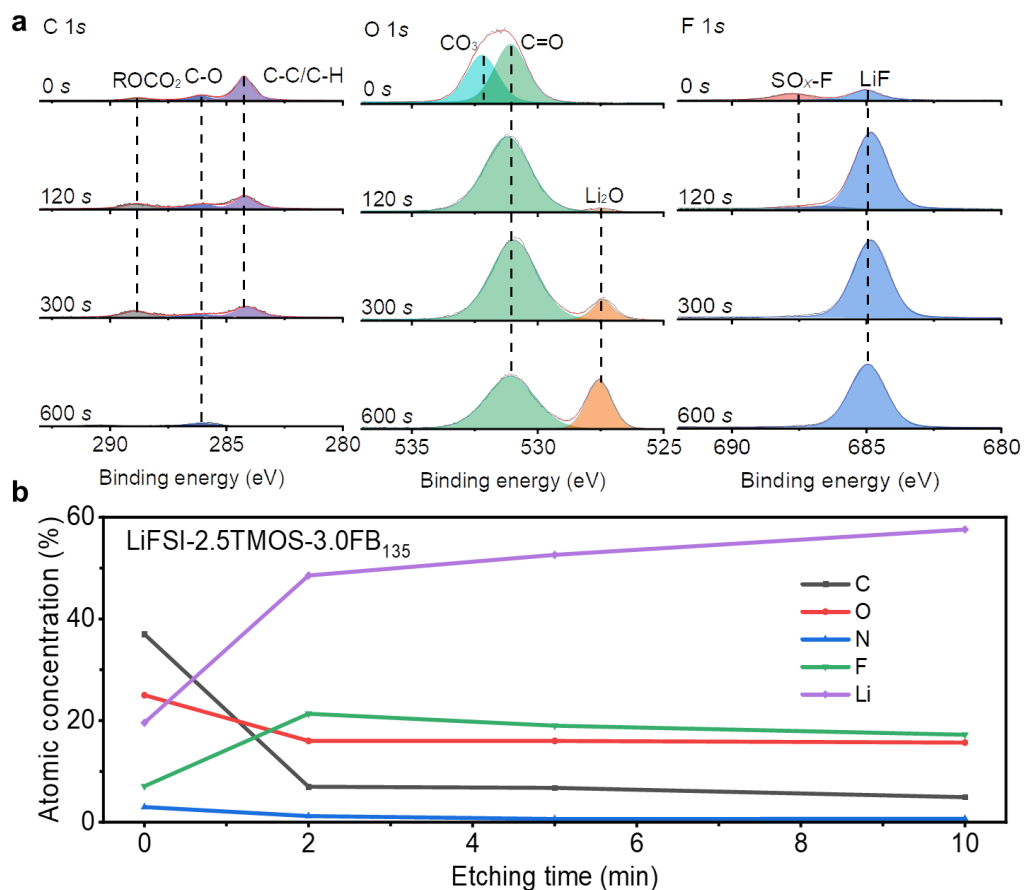 a
C 1s
ROCO₂ C-O C-C/C-H
0 s
120 s
300 s
600 s
290 285 280
Binding energy (eV)
O 1s
CO₃ C=O
0 s
120 s
Li₂O
300 s
600 s
535 530 525
Binding energy (eV)
F 1s
SOₓ-F LiF
0 s
120 s
300 s
600 s
690 685 680
Binding energy (eV)
b
LiFSI-2.5TMOS-3.0FB₁₃₅
Atomic concentration (%)
60
40
20
0
C
O
N
F
Li
0 2 4 6 8 10
Etching time (min)